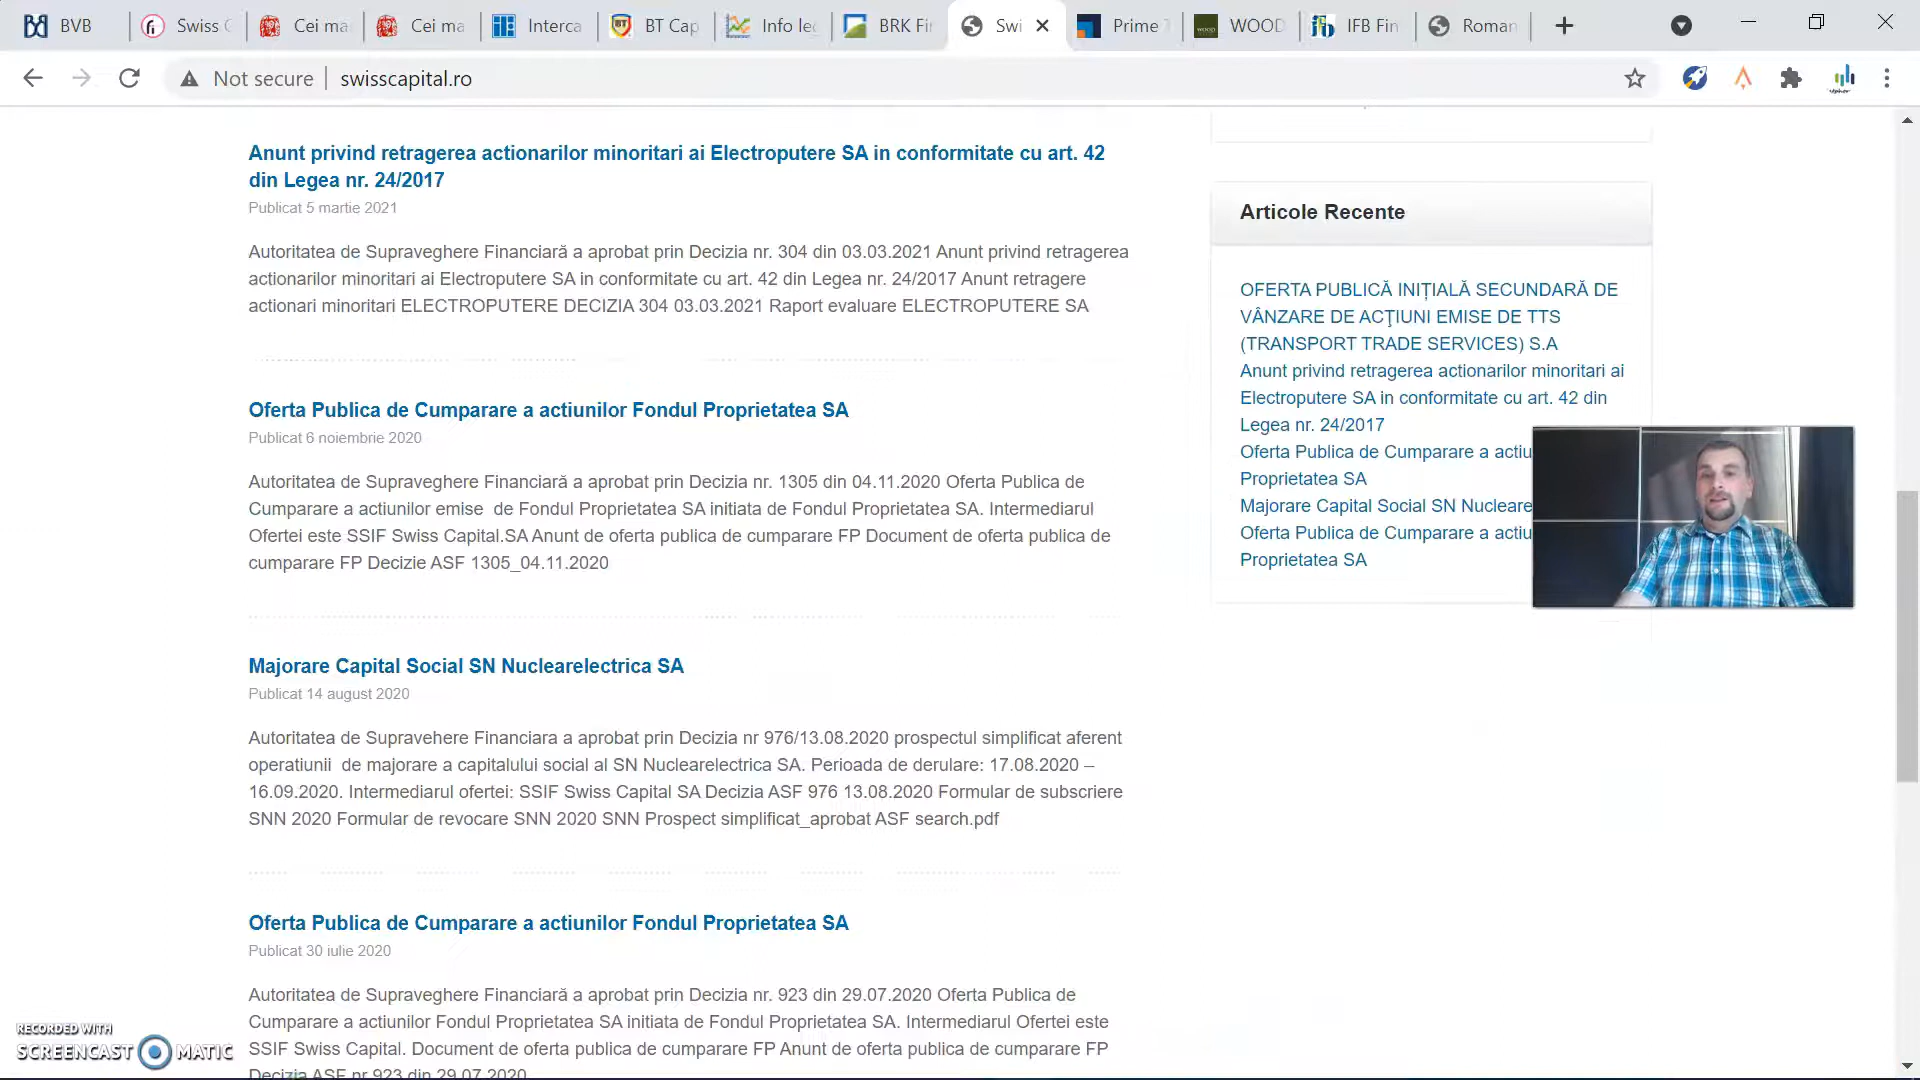 BVB
Swiss C
Cei ma
Cei ma
Interca
BT Cap
Info le
BRK Fi
Swi
Prime T
WOOD
IFB Fin
Roman
Not secure
swisscapital.ro
Anunt privind retragerea actionarilor minoritari ai Electroputere SA in conformitate cu art. 42
din Legea nr. 24/2017
Publicat 5 martie 2021
Autoritatea de Supraveghere Financiară a aprobat prin Decizia nr. 304 din 03.03.2021 Anunt privind retragerea
actionarilor minoritari ai Electroputere SA in conformitate cu art. 42 din Legea nr. 24/2017 Anunt retragere
actionari minoritari ELECTROPUTERE DECIZIA 304 03.03.2021 Raport evaluare ELECTROPUTERE SA
Oferta Publica de Cumparare a actiunilor Fondul Proprietatea SA
Publicat 6 noiembrie 2020
Autoritatea de Supraveghere Financiară a aprobat prin Decizia nr. 1305 din 04.11.2020 Oferta Publica de
Cumparare a actiunilor emise de Fondul Proprietatea SA initiata de Fondul Proprietatea SA. Intermediarul
Ofertei este SSIF Swiss Capital.SA Anunt de oferta publica de cumparare FP Document de oferta publica de
cumparare FP Decizie ASF 1305_04.11.2020
Majorare Capital Social SN Nuclearelectrica SA
Publicat 14 august 2020
Autoritatea de Supravehere Financiara a aprobat prin Decizia nr 976/13.08.2020 prospectul simplificat aferent
operatiunii de majorare a capitalului social al SN Nuclearelectrica SA. Perioada de derulare: 17.08.2020 –
16.09.2020. Intermediarul ofertei: SSIF Swiss Capital SA Decizia ASF 976 13.08.2020 Formular de subscriere
SNN 2020 Formular de revocare SNN 2020 SNN Prospect simplificat_aprobat ASF search.pdf
Oferta Publica de Cumparare a actiunilor Fondul Proprietatea SA
Publicat 30 iulie 2020
Autoritatea de Supraveghere Financiară a aprobat prin Decizia nr. 923 din 29.07.2020 Oferta Publica de
Cumparare a actiunilor Fondul Proprietatea SA initiata de Fondul Proprietatea SA. Intermediarul Ofertei este
SSIF Swiss Capital. Document de oferta publica de cumparare FP Anunt de oferta publica de cumparare FP
Decizia ASF nr 923 din 29.07.2020
Articole Recente
OFERTA PUBLICĂ INIȚIALĂ SECUNDARĂ DE
VÂNZARE DE ACŢIUNI EMISE DE TTS
(TRANSPORT TRADE SERVICES) S.A
Anunt privind retragerea actionarilor minoritari ai
Electroputere SA in conformitate cu art. 42 din
Legea nr. 24/2017
Oferta Publica de Cumparare a actiu
Proprietatea SA
Majorare Capital Social SN Nucleare
Oferta Publica de Cumparare a actiu
Proprietatea SA
RECORDED WITH
SCREENCAST MATIC